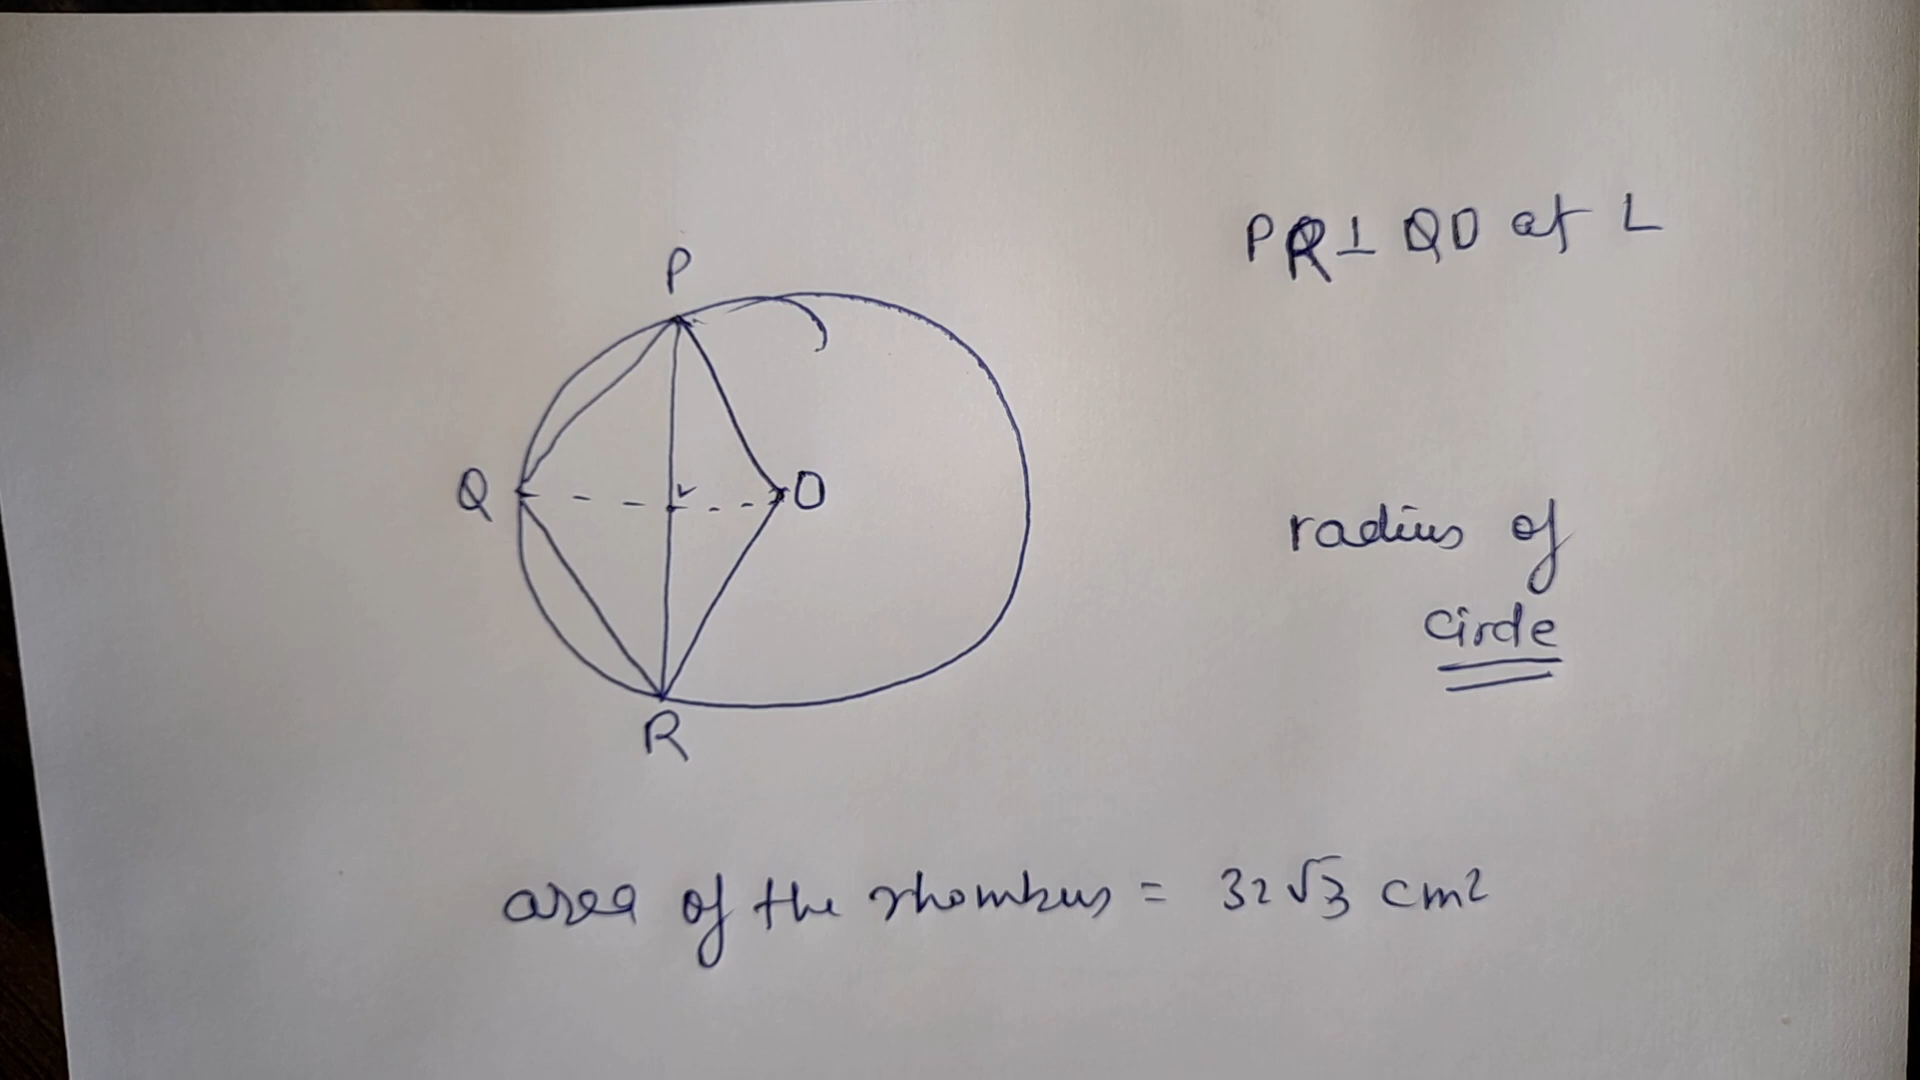 PR ⊥ QO at L
P
Q
L
O
radius of
circle
R
area of the rhombus = 32√3 cm2